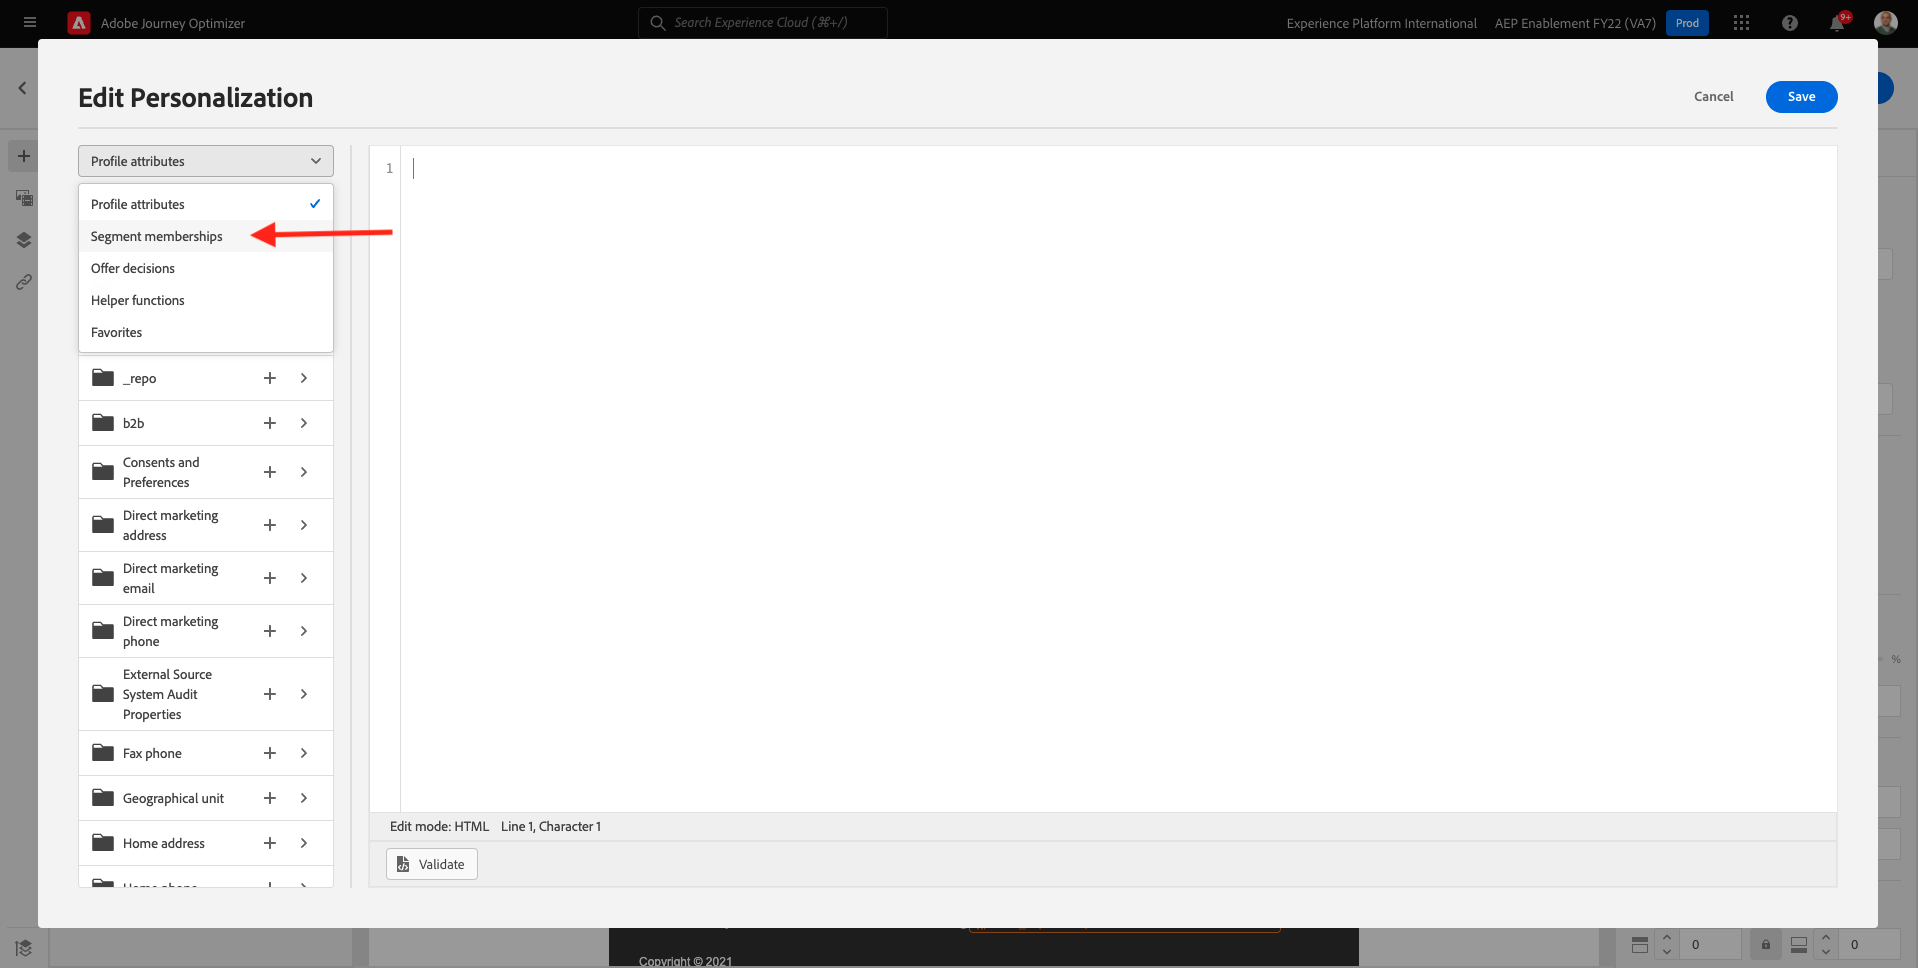 Adobe Journey Optimizer
Search Experience Cloud (⌘+/)
Experience Platform International
AEP Enablement FY22 (VA7)
Prod
9+
Edit Personalization
Cancel
Save
Profile attributes
Profile attributes
Segment memberships
Offer decisions
Helper functions
Favorites
_repo
b2b
Consents and
Preferences
Direct marketing
address
Direct marketing
email
Direct marketing
phone
External Source
System Audit
Properties
Fax phone
Geographical unit
Home address
Home phone
1
Edit mode: HTML Line 1, Character 1
Validate
%
Copyright © 2021
0
0